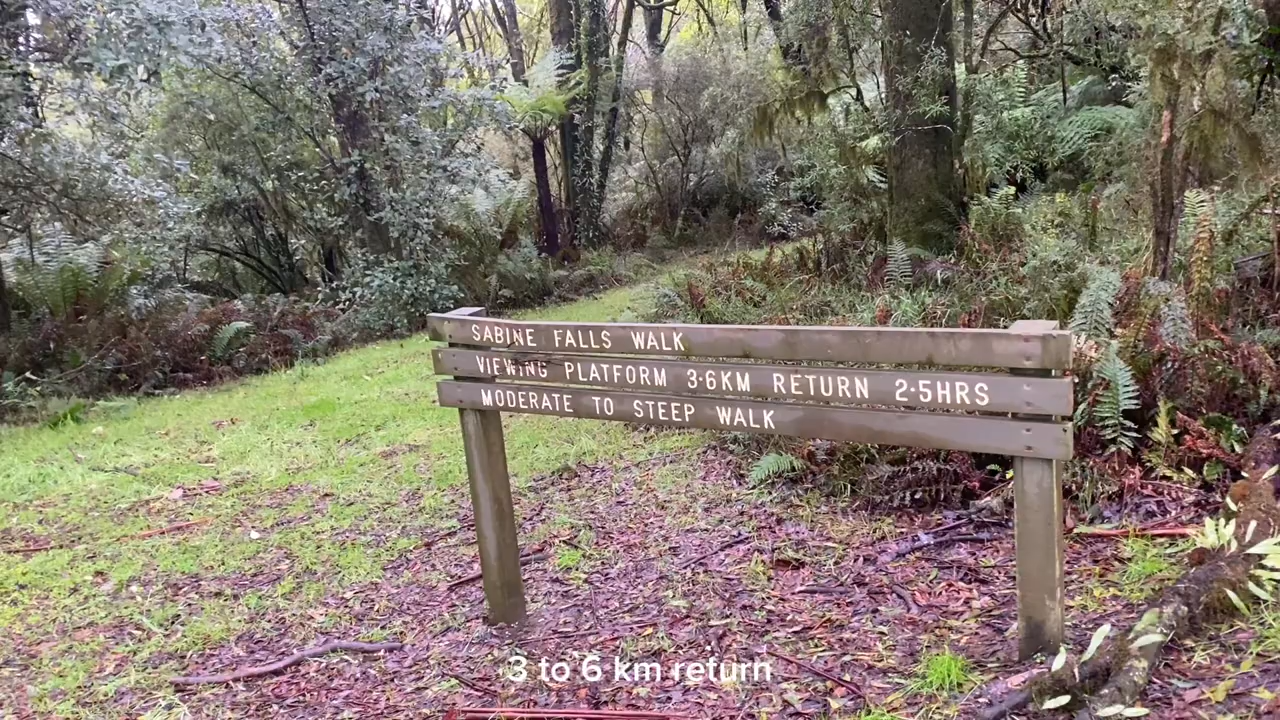 SABINE FALLS WALK
VIEWING PLATFORM 3·6KM RETURN 2·5HRS
MODERATE TO STEEP WALK
3 to 6 km return